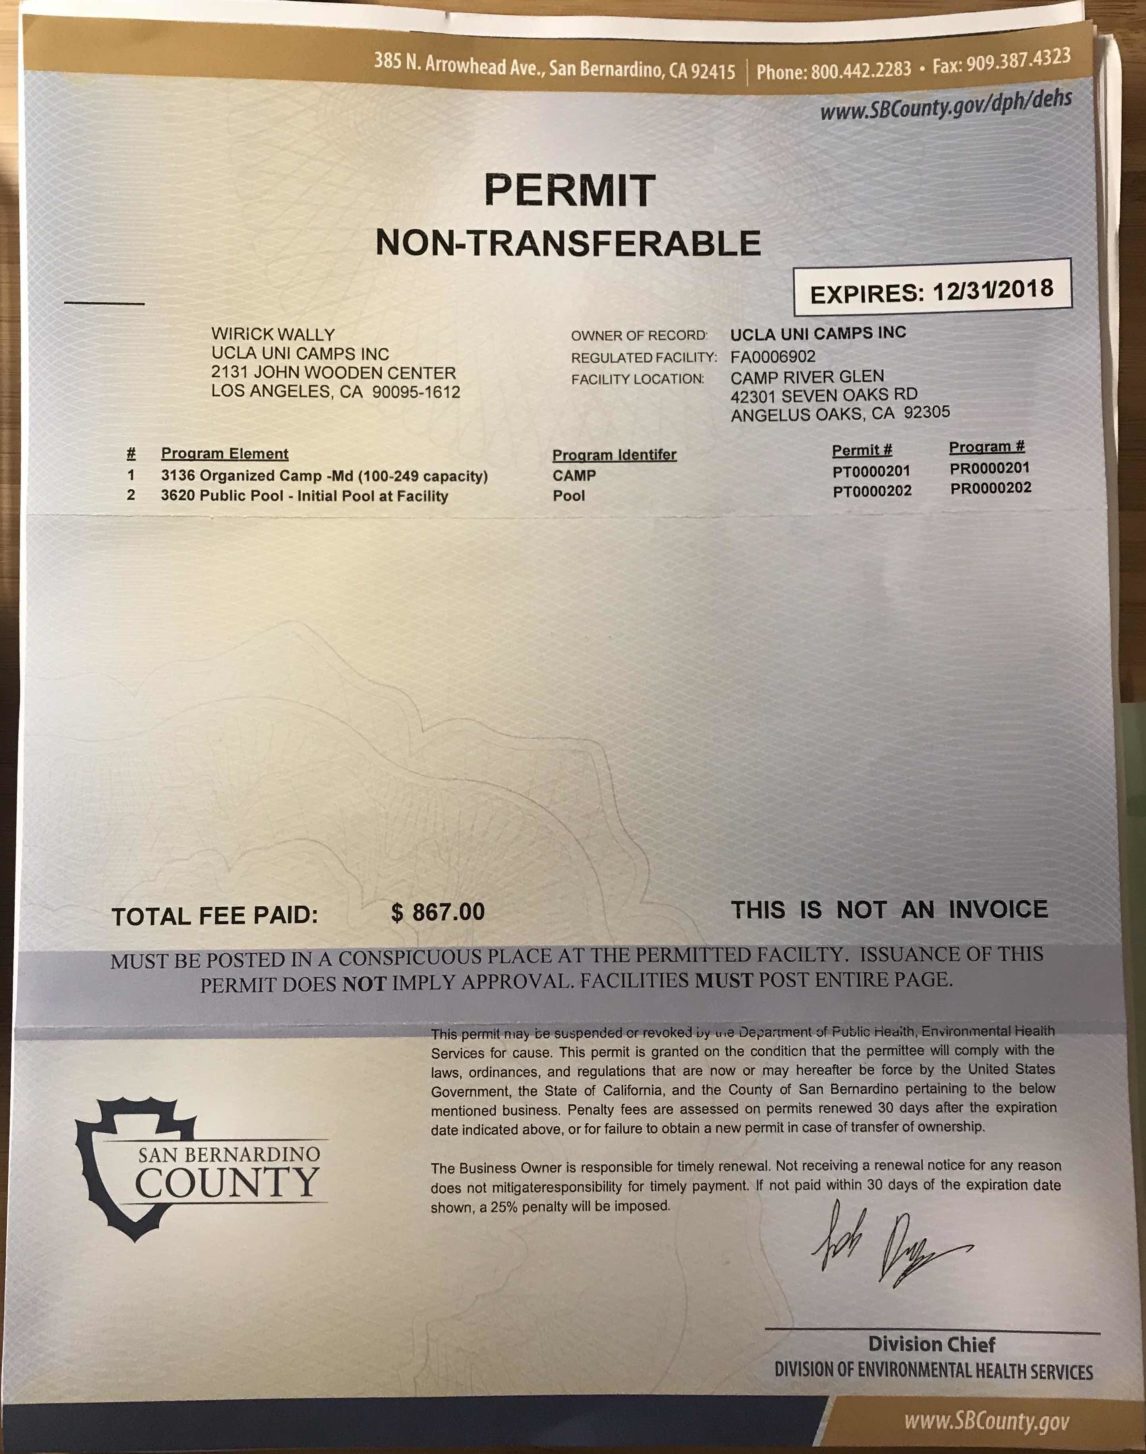 385 N. Arrowhead Ave., San Bernardino, CA 92415 | Phone: 800.442.2283 • Fax: 909.387.4323
www.SBCounty.gov/dph/dehs
PERMIT
NON-TRANSFERABLE
EXPIRES: 12/31/2018
WIRICK WALLY
UCLA UNI CAMPS INC
2131 JOHN WOODEN CENTER
LOS ANGELES, CA 90095-1612
OWNER OF RECORD: UCLA UNI CAMPS INC
REGULATED FACILITY: FA0006902
FACILITY LOCATION: CAMP RIVER GLEN
42301 SEVEN OAKS RD
ANGELUS OAKS, CA 92305
# Program Element Program Identifer Permit # Program #
1 3136 Organized Camp -Md (100-249 capacity) CAMP PT0000201 PR0000201
2 3620 Public Pool - Initial Pool at Facility Pool PT0000202 PR0000202
TOTAL FEE PAID: $ 867.00 THIS IS NOT AN INVOICE
MUST BE POSTED IN A CONSPICUOUS PLACE AT THE PERMITTED FACILTY. ISSUANCE OF THIS
PERMIT DOES NOT IMPLY APPROVAL. FACILITIES MUST POST ENTIRE PAGE.
This permit may be suspended or revoked by the Department of Public Health, Environmental Health
Services for cause. This permit is granted on the condition that the permittee will comply with the
laws, ordinances, and regulations that are now or may hereafter be force by the United States
Government, the State of California, and the County of San Bernardino pertaining to the below
mentioned business. Penalty fees are assessed on permits renewed 30 days after the expiration
date indicated above, or for failure to obtain a new permit in case of transfer of ownership.
The Business Owner is responsible for timely renewal. Not receiving a renewal notice for any reason
does not mitigateresponsibility for timely payment. If not paid within 30 days of the expiration date
shown, a 25% penalty will be imposed.
SAN BERNARDINO
COUNTY
Division Chief
DIVISION OF ENVIRONMENTAL HEALTH SERVICES
www.SBCounty.gov